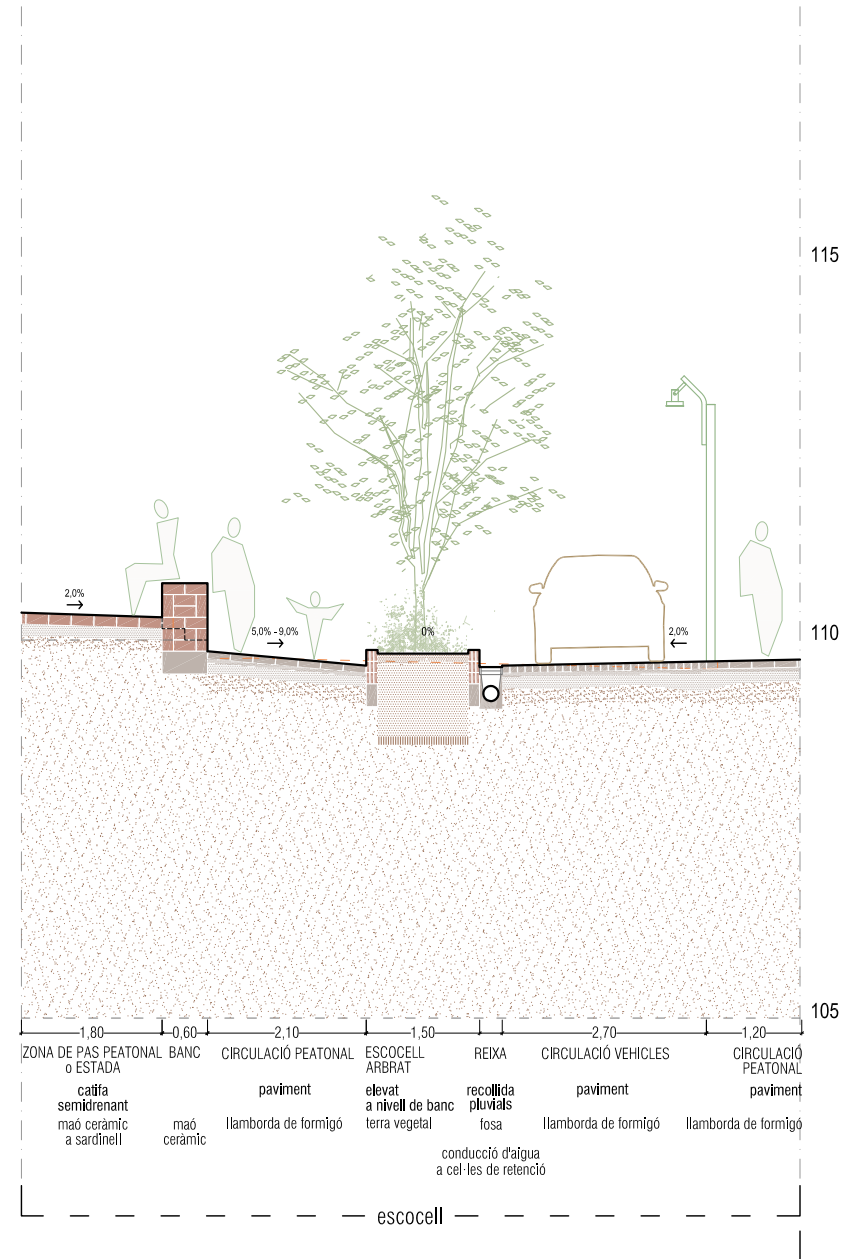 115
2,0%
5,0% - 9,0%
0%
2,0%
110
105
1,80
0,60
2,10
1,50
2,70
1,20
ZONA DE PAS PEATONAL
o ESTADA
catifa
semidrenant
maó ceràmic
a sardinell
BANC
maó
ceràmic
CIRCULACIÓ PEATONAL
paviment
llamborda de formigó
ESCOCELL
ARBRAT
elevat
a nivell de banc
terra vegetal
REIXA
recollida
pluvials
fosa
conducció d'aigua
a cel·les de retenció
CIRCULACIÓ VEHICLES
paviment
llamborda de formigó
CIRCULACIÓ
PEATONAL
paviment
llamborda de formigó
escocell